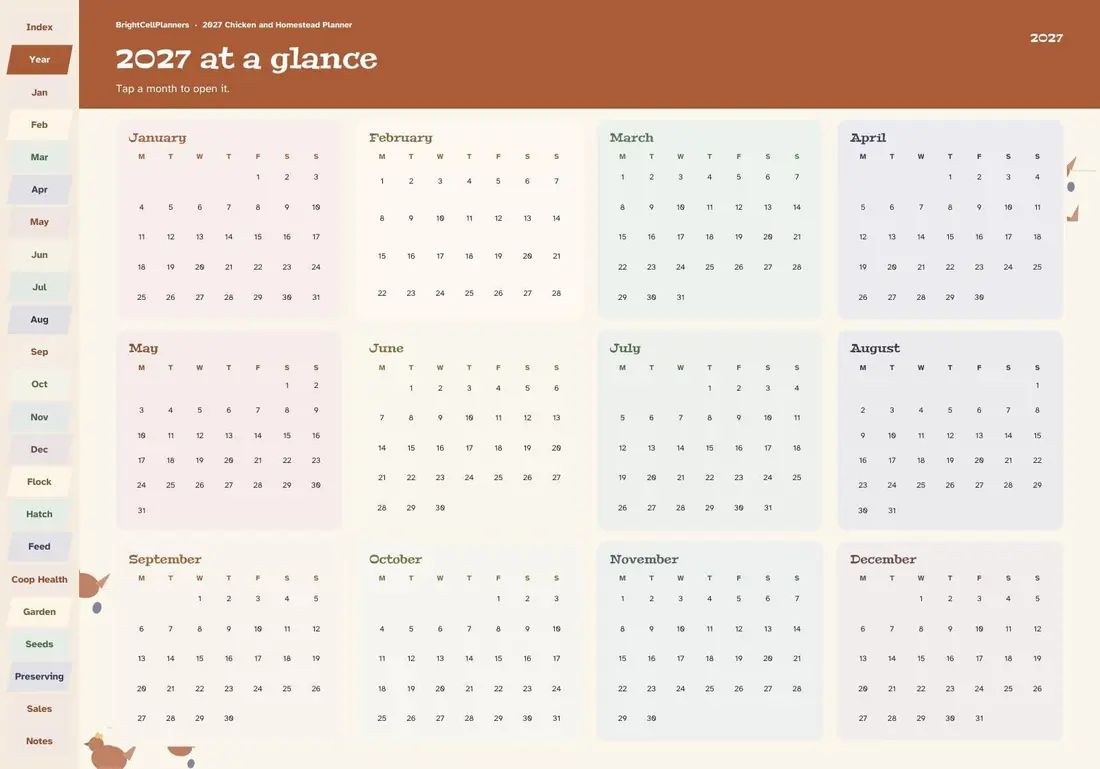 Index
Year
Jan
Feb
Mar
Apr
May
Jun
Jul
Aug
Sep
Oct
Nov
Dec
Flock
Hatch
Feed
Coop Health
Garden
Seeds
Preserving
Sales
Notes
BrightCellPlanners • 2027 Chicken and Homestead Planner
2027 at a glance
Tap a month to open it.
2027
January
M T W T F S S
1 2 3
4 5 6 7 8 9 10
11 12 13 14 15 16 17
18 19 20 21 22 23 24
25 26 27 28 29 30 31
February
M T W T F S S
1 2 3 4 5 6 7
8 9 10 11 12 13 14
15 16 17 18 19 20 21
22 23 24 25 26 27 28
March
M T W T F S S
1 2 3 4 5 6 7
8 9 10 11 12 13 14
15 16 17 18 19 20 21
22 23 24 25 26 27 28
29 30 31
April
M T W T F S S
1 2 3 4
5 6 7 8 9 10 11
12 13 14 15 16 17 18
19 20 21 22 23 24 25
26 27 28 29 30
May
M T W T F S S
1 2
3 4 5 6 7 8 9
10 11 12 13 14 15 16
17 18 19 20 21 22 23
24 25 26 27 28 29 30
31
June
M T W T F S S
1 2 3 4 5 6
7 8 9 10 11 12 13
14 15 16 17 18 19 20
21 22 23 24 25 26 27
28 29 30
July
M T W T F S S
1 2 3 4
5 6 7 8 9 10 11
12 13 14 15 16 17 18
19 20 21 22 23 24 25
26 27 28 29 30 31
August
M T W T F S S
1
2 3 4 5 6 7 8
9 10 11 12 13 14 15
16 17 18 19 20 21 22
23 24 25 26 27 28 29
30 31
September
M T W T F S S
1 2 3 4 5
6 7 8 9 10 11 12
13 14 15 16 17 18 19
20 21 22 23 24 25 26
27 28 29 30
October
M T W T F S S
1 2 3
4 5 6 7 8 9 10
11 12 13 14 15 16 17
18 19 20 21 22 23 24
25 26 27 28 29 30 31
November
M T W T F S S
1 2 3 4 5 6 7
8 9 10 11 12 13 14
15 16 17 18 19 20 21
22 23 24 25 26 27 28
29 30
December
M T W T F S S
1 2 3 4 5
6 7 8 9 10 11 12
13 14 15 16 17 18 19
20 21 22 23 24 25 26
27 28 29 30 31